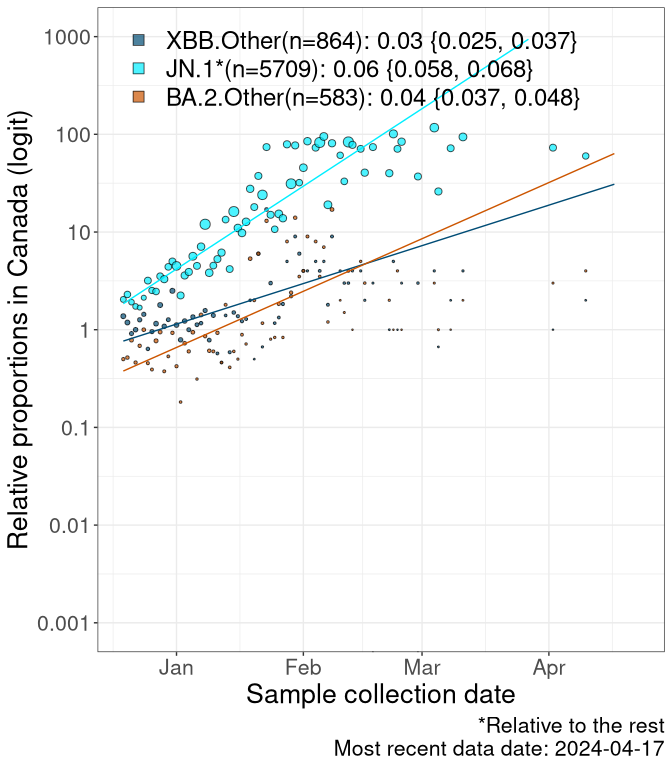 XBB.Other(n=864): 0.03 {0.025, 0.037}
JN.1*(n=5709): 0.06 {0.058, 0.068}
BA.2.Other(n=583): 0.04 {0.037, 0.048}
Relative proportions in Canada (logit)
1000
100
10
1
0.1
0.01
0.001
Jan Feb Mar Apr
Sample collection date
*Relative to the rest
Most recent data date: 2024-04-17